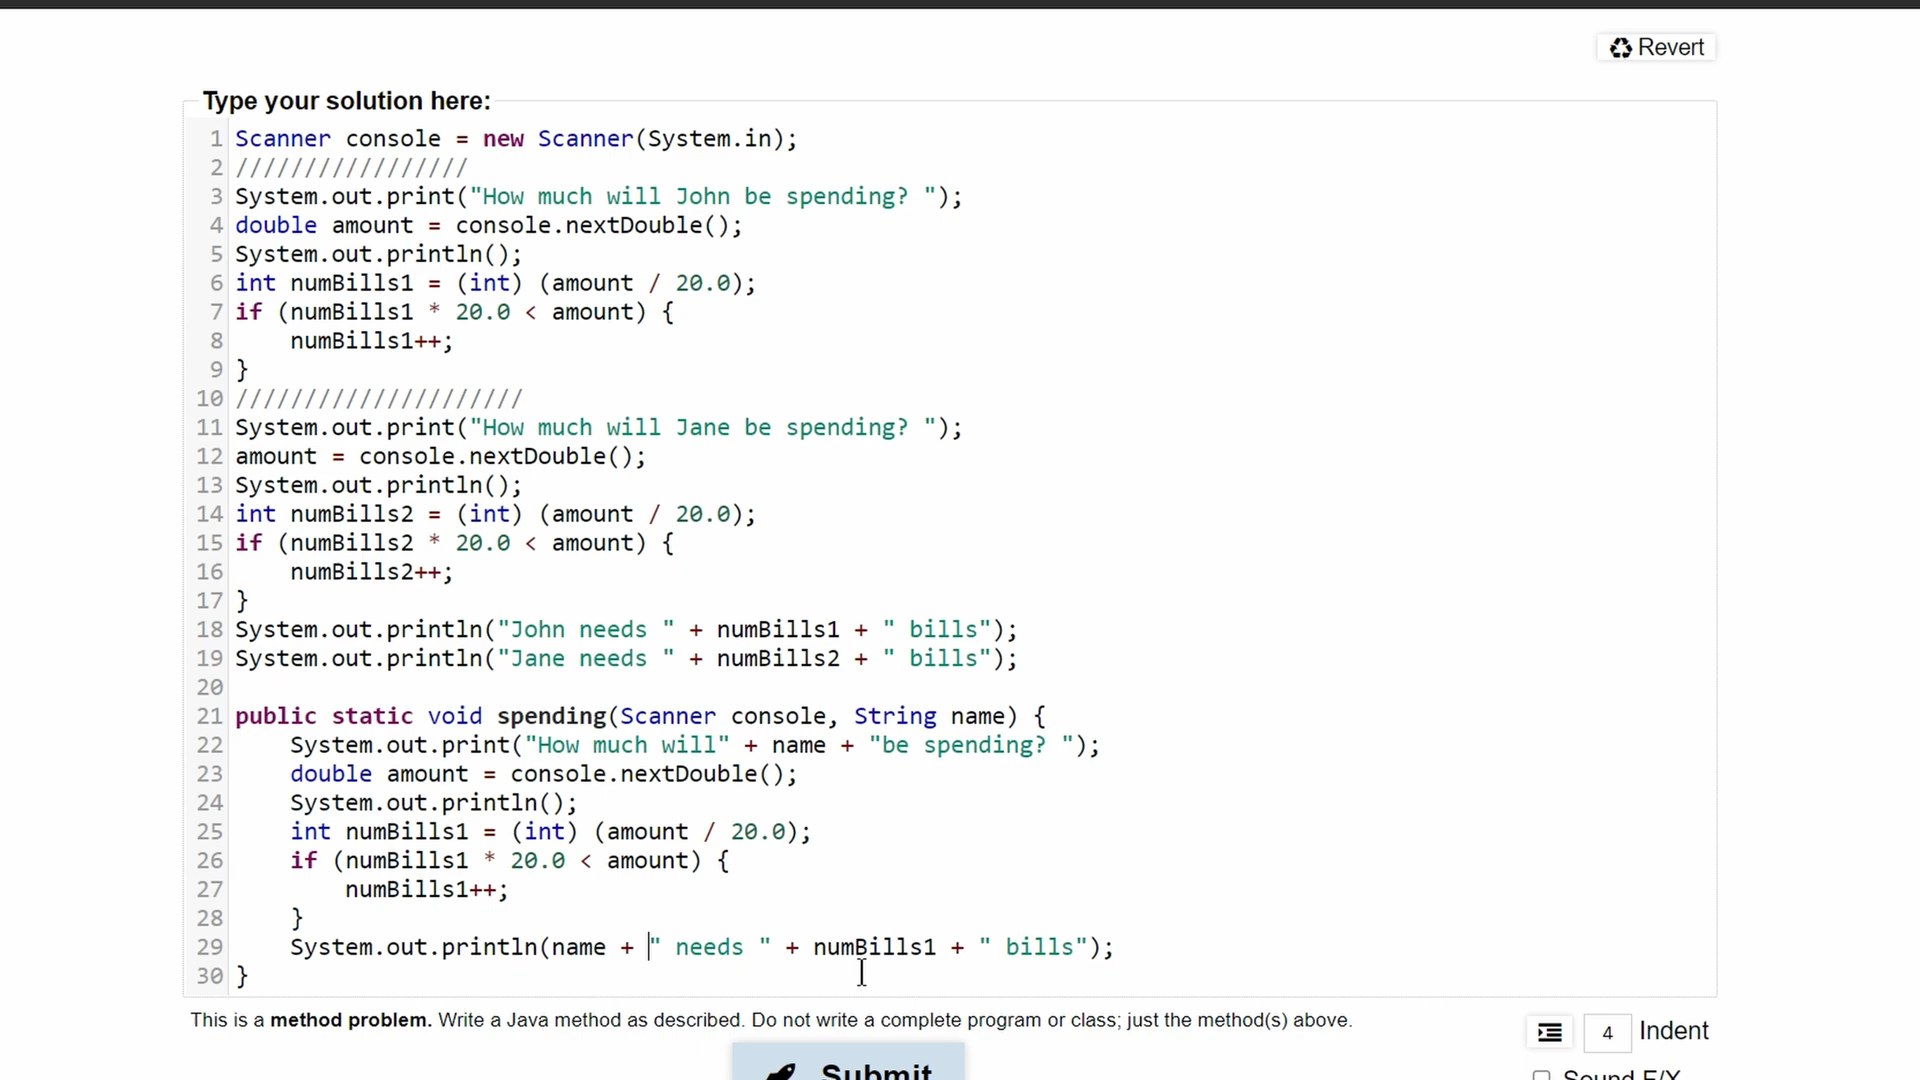 Revert
Type your solution here:
1 Scanner console = new Scanner(System.in);
2 /////////////////
3 System.out.print("How much will John be spending? ");
4 double amount = console.nextDouble();
5 System.out.println();
6 int numBills1 = (int) (amount / 20.0);
7 if (numBills1 * 20.0 < amount) {
8     numBills1++;
9 }
10 /////////////////////
11 System.out.print("How much will Jane be spending? ");
12 amount = console.nextDouble();
13 System.out.println();
14 int numBills2 = (int) (amount / 20.0);
15 if (numBills2 * 20.0 < amount) {
16     numBills2++;
17 }
18 System.out.println("John needs " + numBills1 + " bills");
19 System.out.println("Jane needs " + numBills2 + " bills");
20
21 public static void spending(Scanner console, String name) {
22     System.out.print("How much will" + name + "be spending? ");
23     double amount = console.nextDouble();
24     System.out.println();
25     int numBills1 = (int) (amount / 20.0);
26     if (numBills1 * 20.0 < amount) {
27         numBills1++;
28     }
29     System.out.println(name + " needs " + numBills1 + " bills");
30 }
This is a method problem. Write a Java method as described. Do not write a complete program or class; just the method(s) above.
4 Indent
Submit
Sound F/X